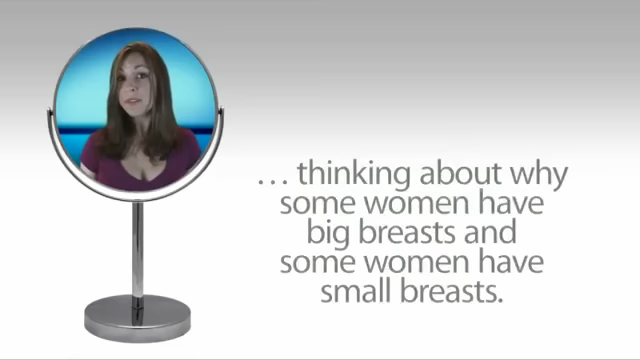 … thinking about why
some women have
big breasts and
some women have
small breasts.